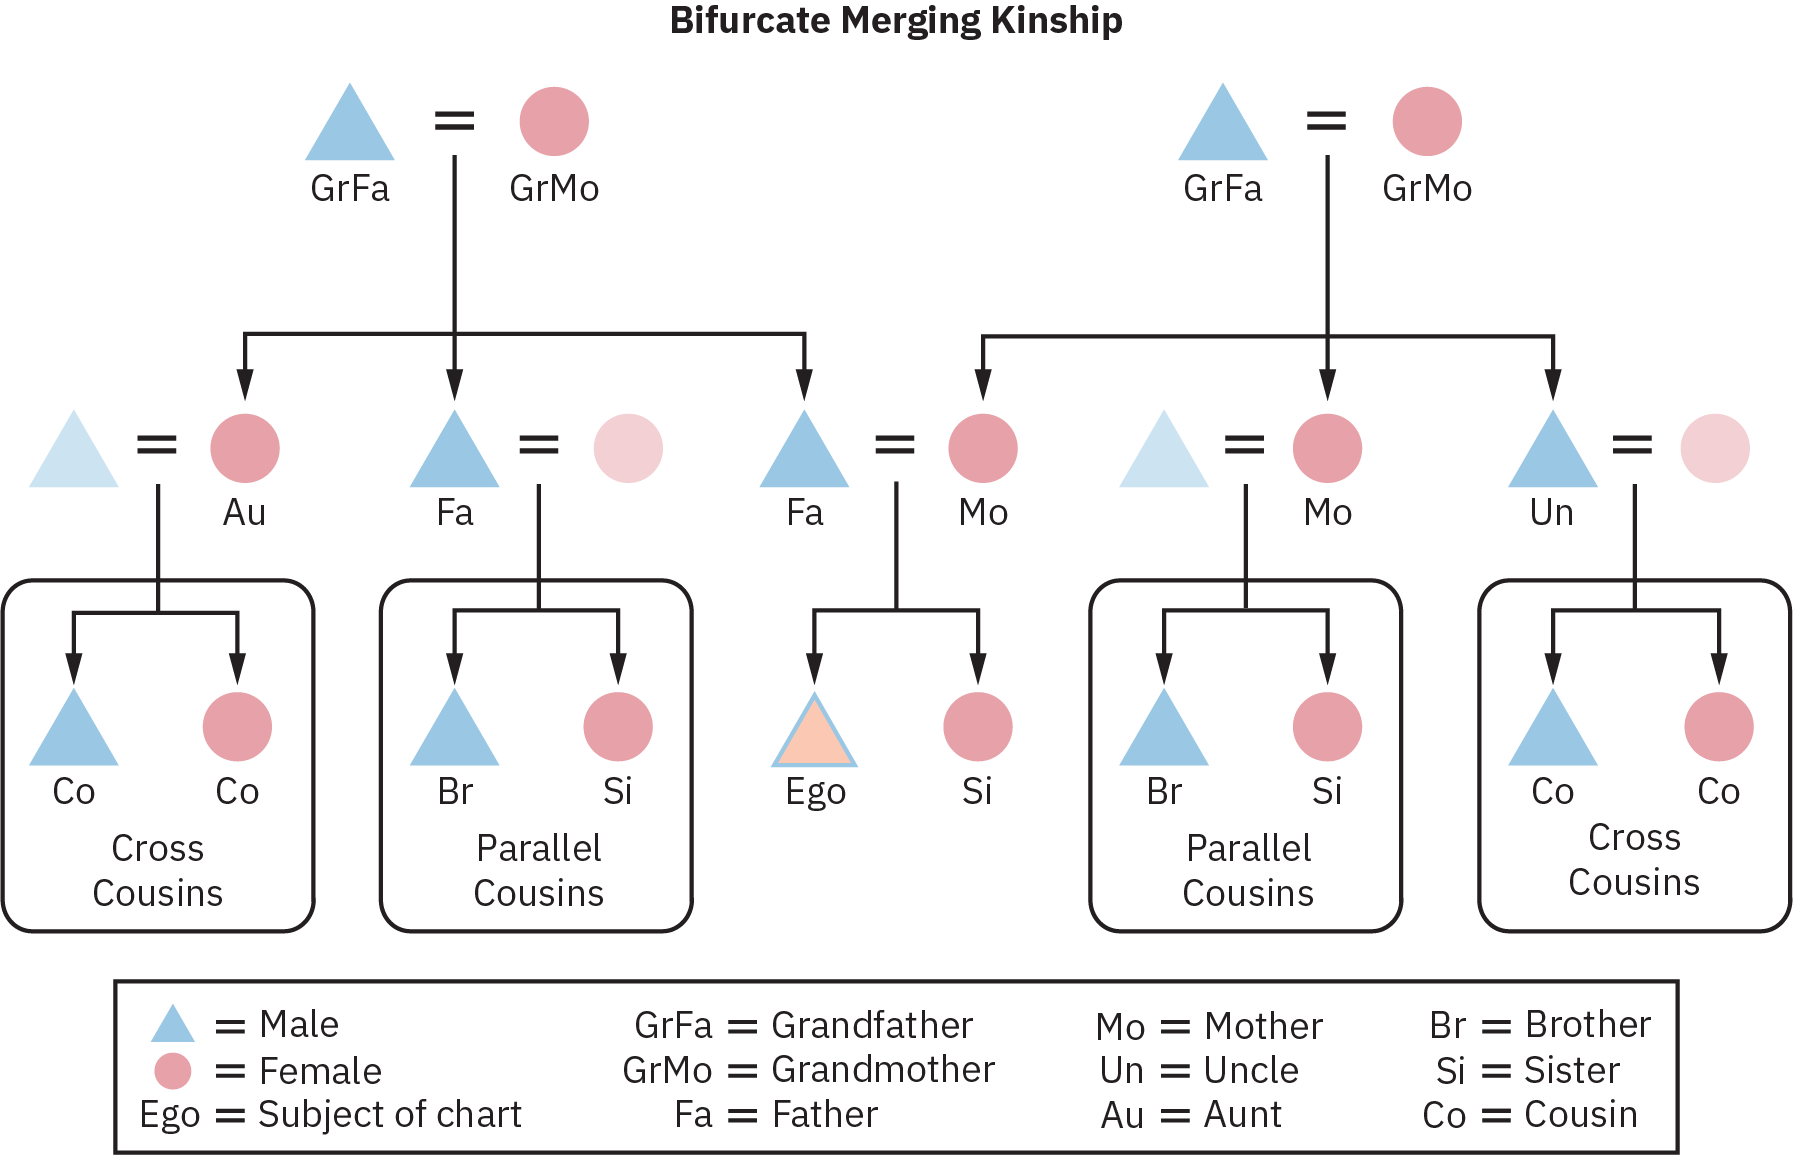 Bifurcate Merging Kinship
GrFa = GrMo GrFa = GrMo
= Au Fa = Fa = Mo = Mo Un =
Co Co Br Si Ego Si Br Si Co Co
Cross Parallel Parallel Cross
Cousins Cousins Cousins Cousins
= Male GrFa = Grandfather Mo = Mother Br = Brother
= Female GrMo = Grandmother Un = Uncle Si = Sister
Ego = Subject of chart Fa = Father Au = Aunt Co = Cousin